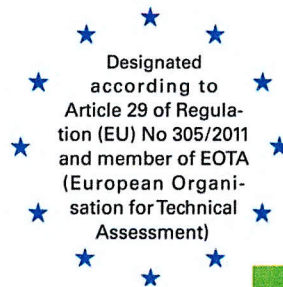 Designated
according to
Article 29 of Regula-
tion (EU) No 305/2011
and member of EOTA
(European Organi-
sation for Technical
Assessment)